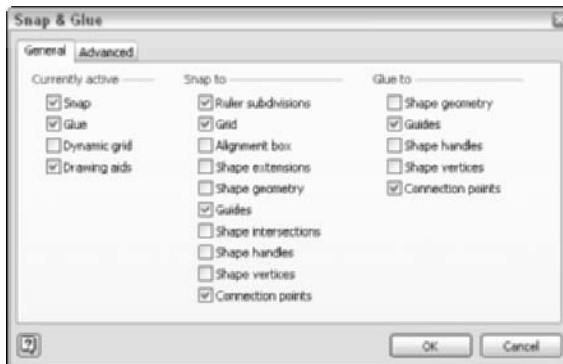 Snap & Glue
General Advanced
Currently active
Snap
Glue
Dynamic grid
Drawing aids
Snap to
Ruler subdivisions
Grid
Alignment box
Shape extensions
Shape geometry
Guides
Shape intersections
Shape handles
Shape vertices
Connection points
Glue to
Shape geometry
Guides
Shape handles
Shape vertices
Connection points
?
OK Cancel